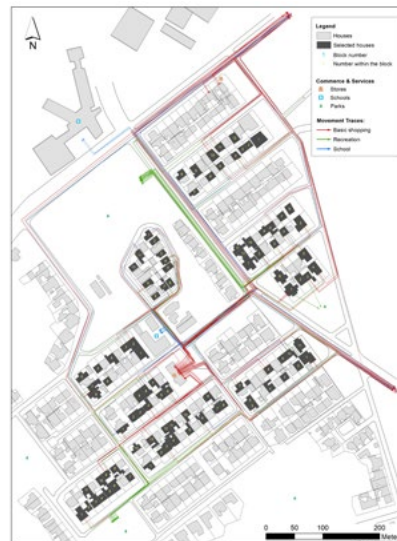 N
Legend
Houses
Selected houses
Block number
Number within the block
Commerce & Services:
Stores
Schools
Parks
Movement Traces:
Basic shopping
Recreation
School
0 50 100 200
Mete